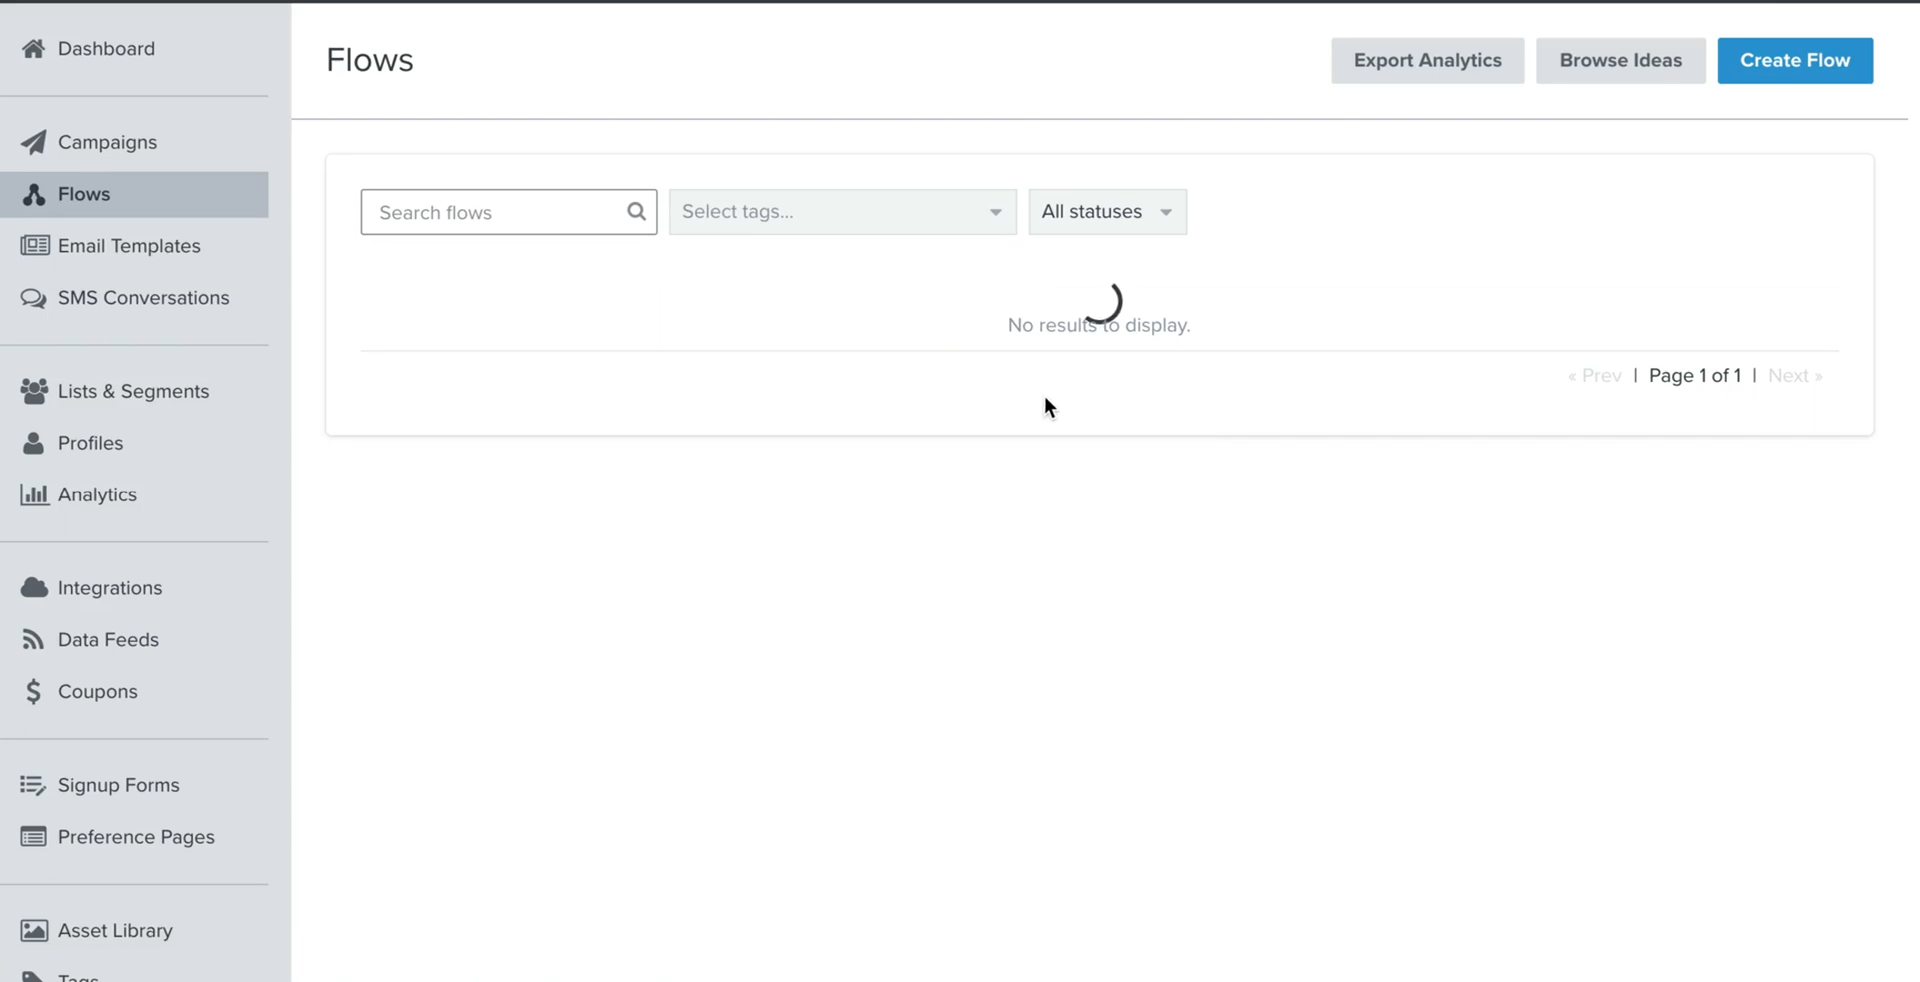 Dashboard
Campaigns
Flows
Email Templates
SMS Conversations
Lists & Segments
Profiles
Analytics
Integrations
Data Feeds
Coupons
Signup Forms
Preference Pages
Asset Library
Tags
Flows
Export Analytics
Browse Ideas
Create Flow
Search flows
Select tags...
All statuses
No results to display.
« Prev | Page 1 of 1 | Next »